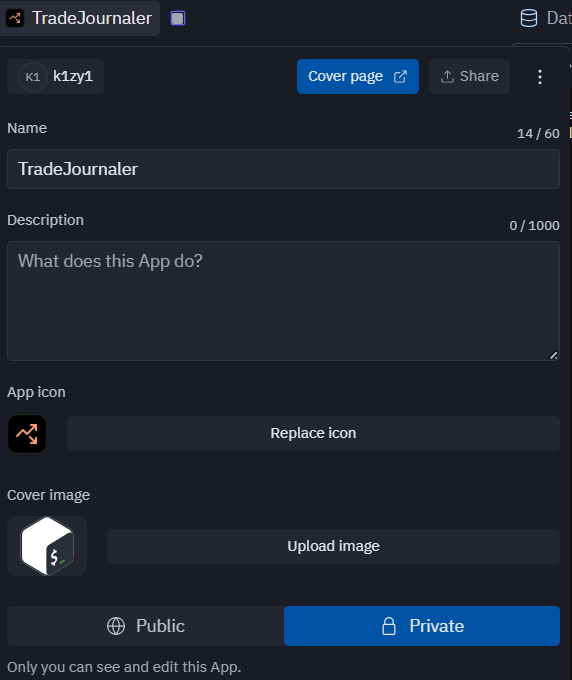 TradeJournaler
Dat
K1 k1zy1
Cover page
Share
Name
14 / 60
TradeJournaler
Description
0 / 1000
What does this App do?
App icon
Replace icon
Cover image
$
Upload image
Public
Private
Only you can see and edit this App.